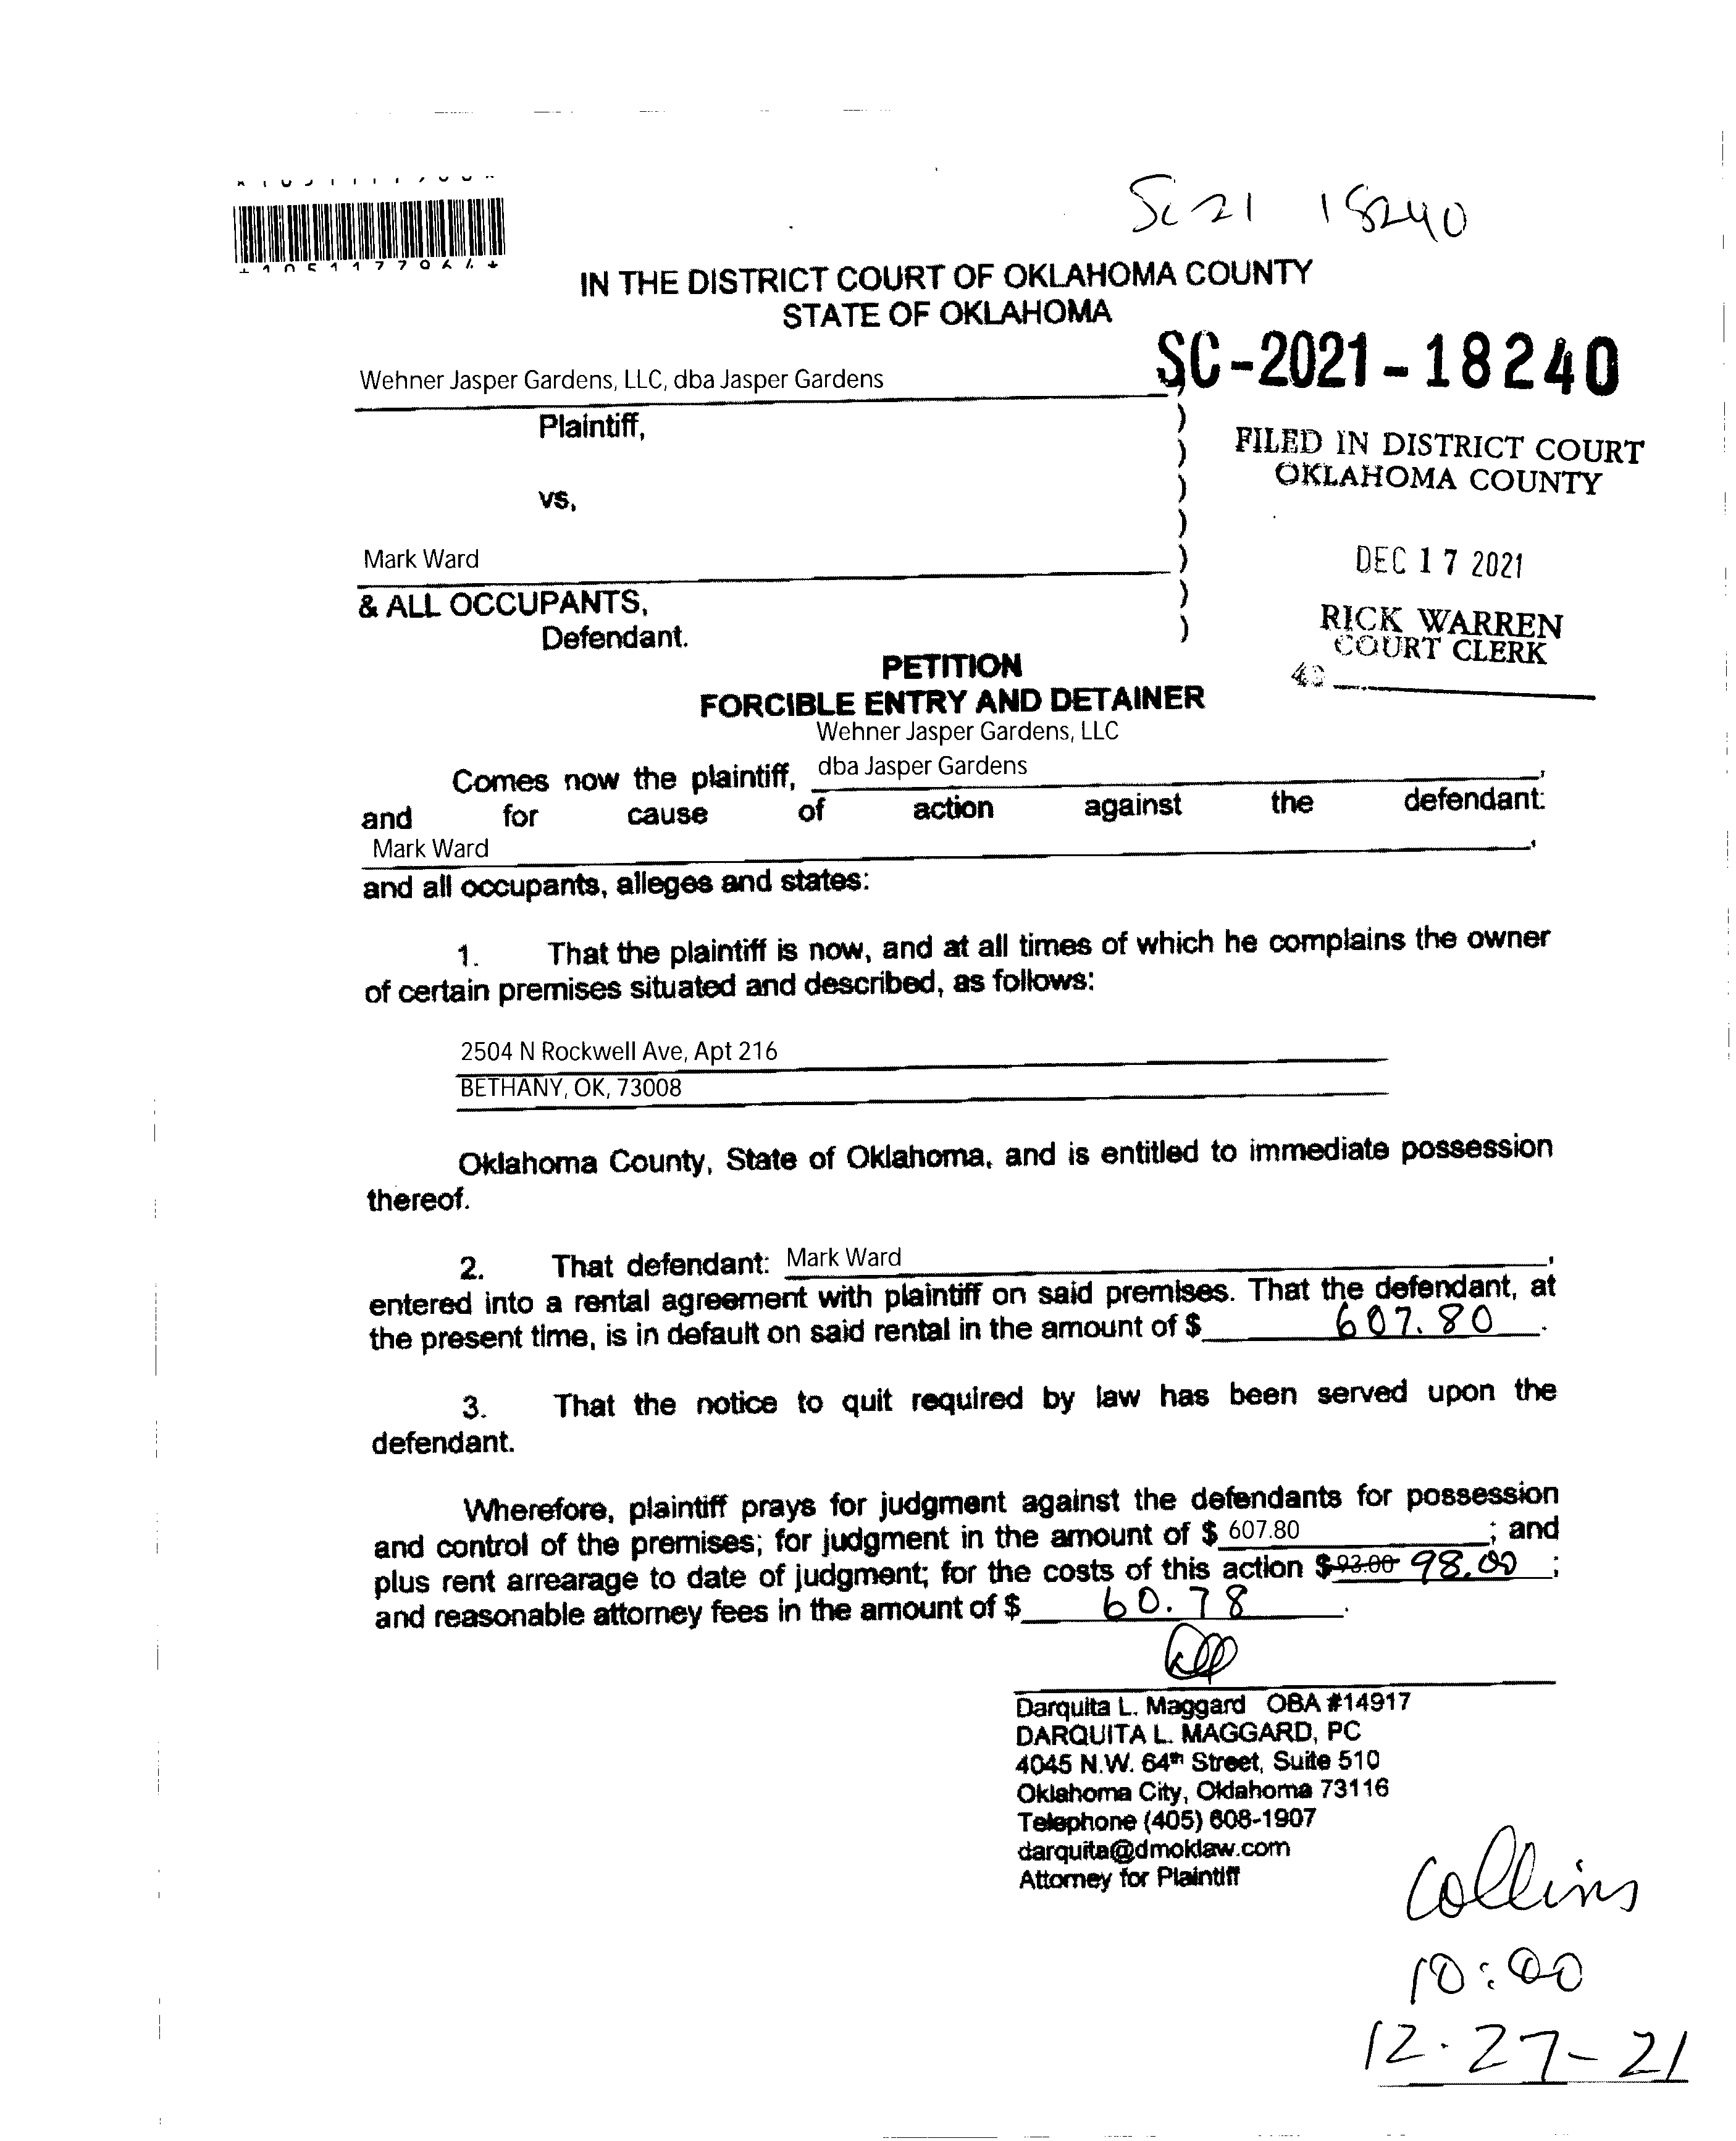 Sc 21 18240
IN THE DISTRICT COURT OF OKLAHOMA COUNTY
STATE OF OKLAHOMA
SC-2021-18240
Wehner Jasper Gardens, LLC, dba Jasper Gardens
)
Plaintiff, )
FILED IN DISTRICT COURT
)
OKLAHOMA COUNTY
vs, )
)
DEC 17 2021
Mark Ward )
& ALL OCCUPANTS, )
RICK WARREN
Defendant. )
COURT CLERK
PETITION
FORCIBLE ENTRY AND DETAINER
Wehner Jasper Gardens, LLC
Comes now the plaintiff, dba Jasper Gardens ,
and for cause of action against the defendant:
Mark Ward ,
and all occupants, alleges and states:
1. That the plaintiff is now, and at all times of which he complains the owner
of certain premises situated and described, as follows:
2504 N Rockwell Ave, Apt 216
BETHANY, OK, 73008
Oklahoma County, State of Oklahoma, and is entitled to immediate possession
thereof.
2. That defendant: Mark Ward ,
entered into a rental agreement with plaintiff on said premises. That the defendant, at
the present time, is in default on said rental in the amount of $ 607.80 .
3. That the notice to quit required by law has been served upon the
defendant.
Wherefore, plaintiff prays for judgment against the defendants for possession
and control of the premises; for judgment in the amount of $ 607.80 ; and
plus rent arrearage to date of judgment; for the costs of this action $ 93.00 98.00 ;
and reasonable attorney fees in the amount of $ 60.78 .
Darquita L. Maggard OBA #14917
DARQUITA L. MAGGARD, PC
4045 N.W. 64th Street, Suite 510
Oklahoma City, Oklahoma 73116
Telephone (405) 608-1907
darquita@dmoklaw.com
Attorney for Plaintiff
Collins
10:00
12-27-21